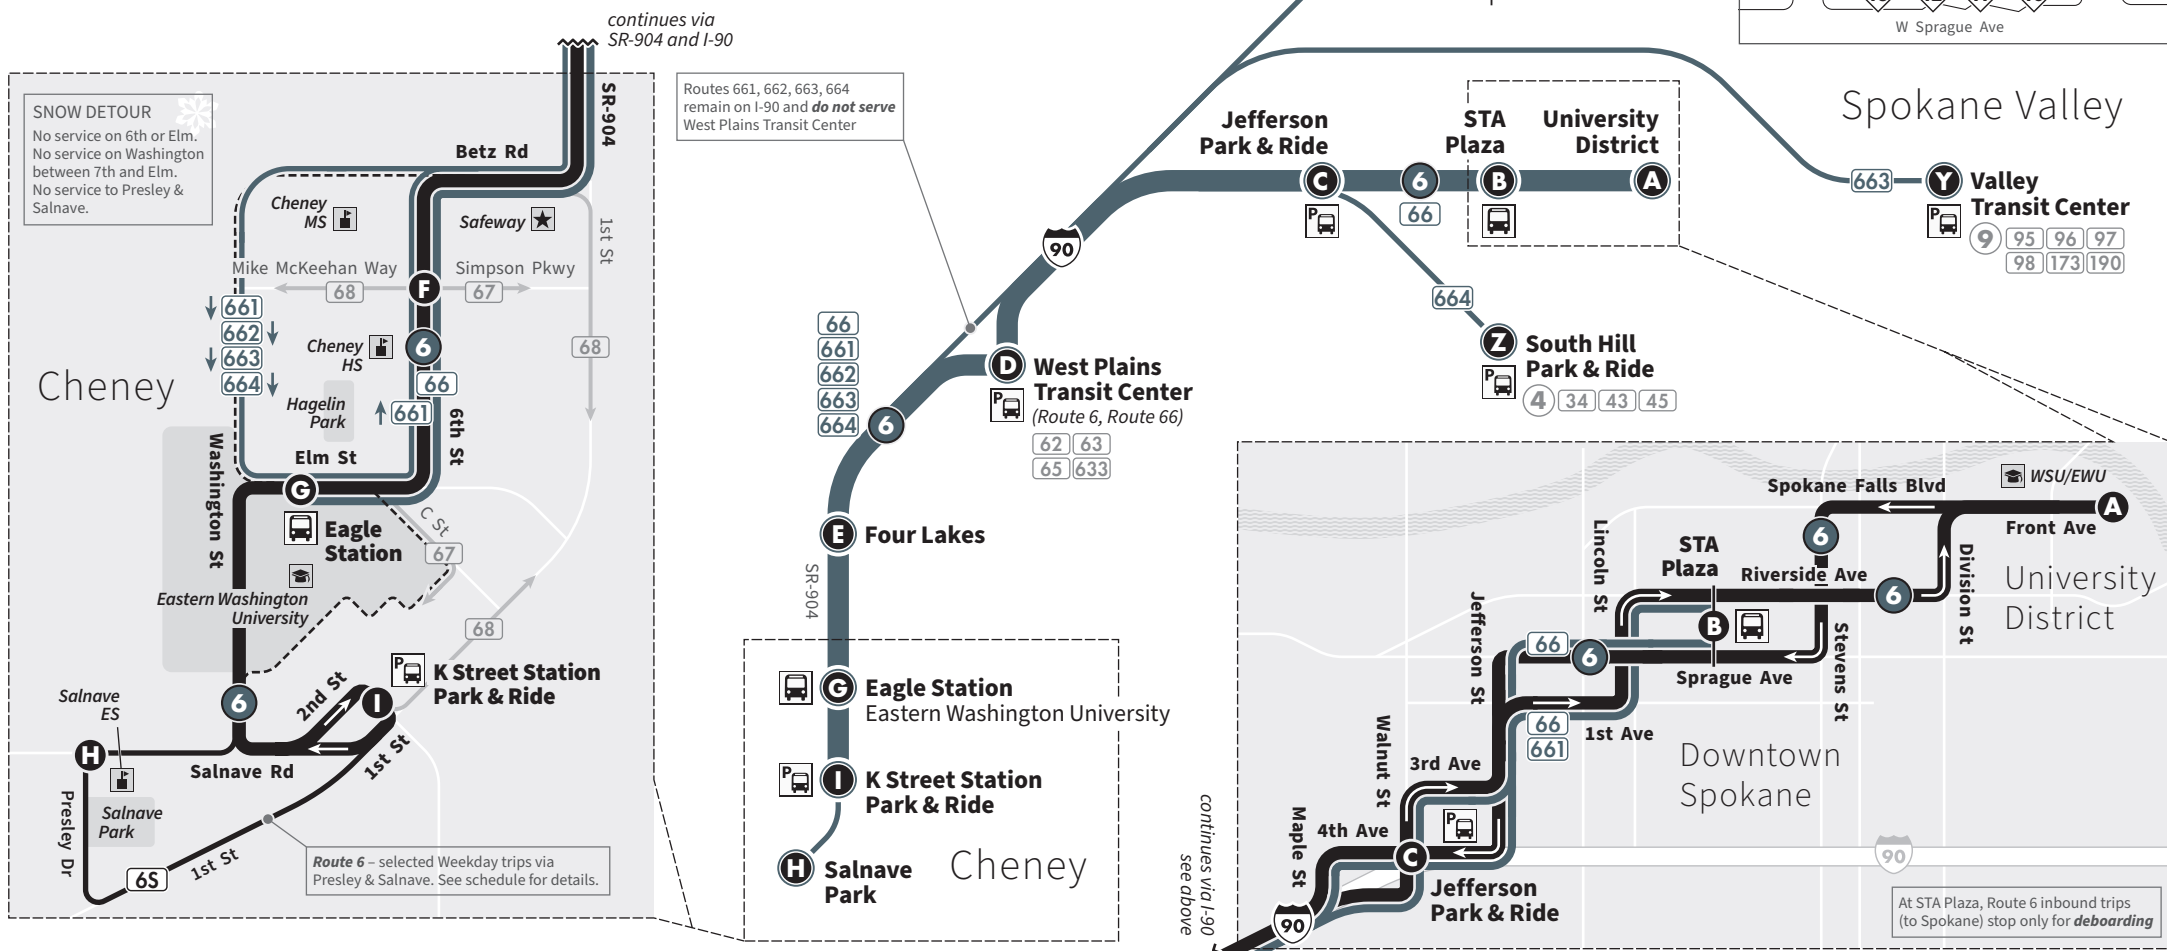 continues via
SR-904 and I-90
SNOW DETOUR
No service on 6th or Elm.
No service on Washington
between 7th and Elm.
No service to Presley &
Salnave.
SR-904
Betz Rd
Cheney
MS
Safeway
1st St
Mike McKeehan Way
Simpson Pkwy
68
F
67
661
662
663
664
Cheney
HS
6
68
66
661
Cheney
Hagelin
Park
6th St
Elm St
Washington St
G
C St
Eagle
Station
67
Eastern Washington
University
68
K Street Station
Park & Ride
Salnave
ES
6
2nd St
I
H
Salnave Rd
1st St
Presley Dr
Salnave
Park
6S
1st St
Route 6 – selected Weekday trips via
Presley & Salnave. See schedule for details.
Routes 661, 662, 663, 664
remain on I-90 and do not serve
West Plains Transit Center
W Sprague Ave
Spokane Valley
Jefferson
Park & Ride
STA
Plaza
University
District
C
6
B
A
66
P
663
Y
Valley
Transit Center
P
9 95 96 97
98 173 190
90
664
Z
South Hill
Park & Ride
P
4 34 43 45
66
661
662
663
664
6
D
West Plains
Transit Center
(Route 6, Route 66)
P
62 63
65 633
E
Four Lakes
SR-904
G
Eagle Station
Eastern Washington University
P
I
K Street Station
Park & Ride
H
Salnave
Park
Cheney
WSU/EWU
Spokane Falls Blvd
A
Front Ave
6
Lincoln St
STA
Plaza
Riverside Ave
Division St
University
District
6
Jefferson St
B
66
6
Stevens St
Sprague Ave
66
661
1st Ave
Walnut St
Downtown
Spokane
3rd Ave
P
Maple St
4th Ave
C
90
Jefferson
Park & Ride
continues via I-90
see above
90
At STA Plaza, Route 6 inbound trips
(to Spokane) stop only for deboarding